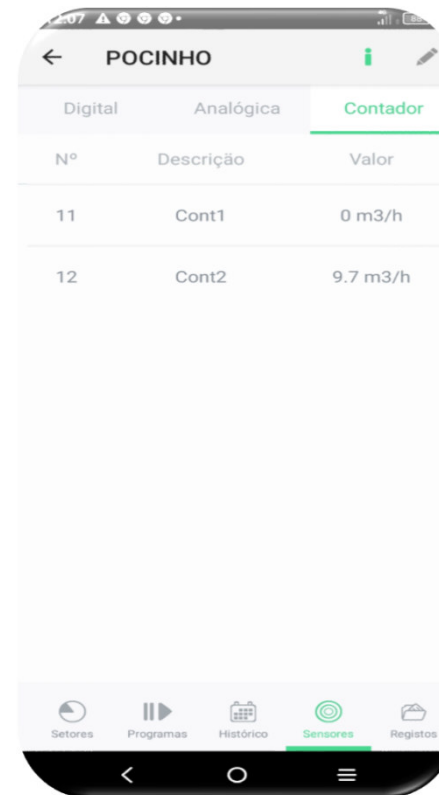 POCINHO
Digital Analógica Contador
Nº Descrição Valor
11 Cont1 0 m3/h
12 Cont2 9.7 m3/h
Setores Programas Histórico Sensores Registos